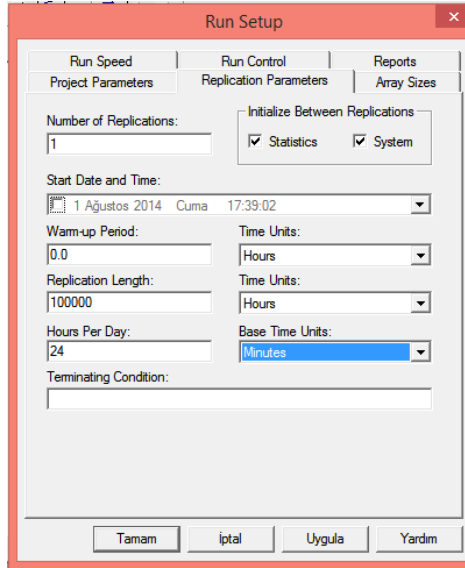 Run Setup
Run Speed Run Control Reports
Project Parameters Replication Parameters Array Sizes
Number of Replications: Initialize Between Replications
1 Statistics System
Start Date and Time:
1 Ağustos 2014 Cuma 17:39:02
Warm-up Period: Time Units:
0.0 Hours
Replication Length: Time Units:
100000 Hours
Hours Per Day: Base Time Units:
24 Minutes
Terminating Condition:
Tamam İptal Uygula Yardım